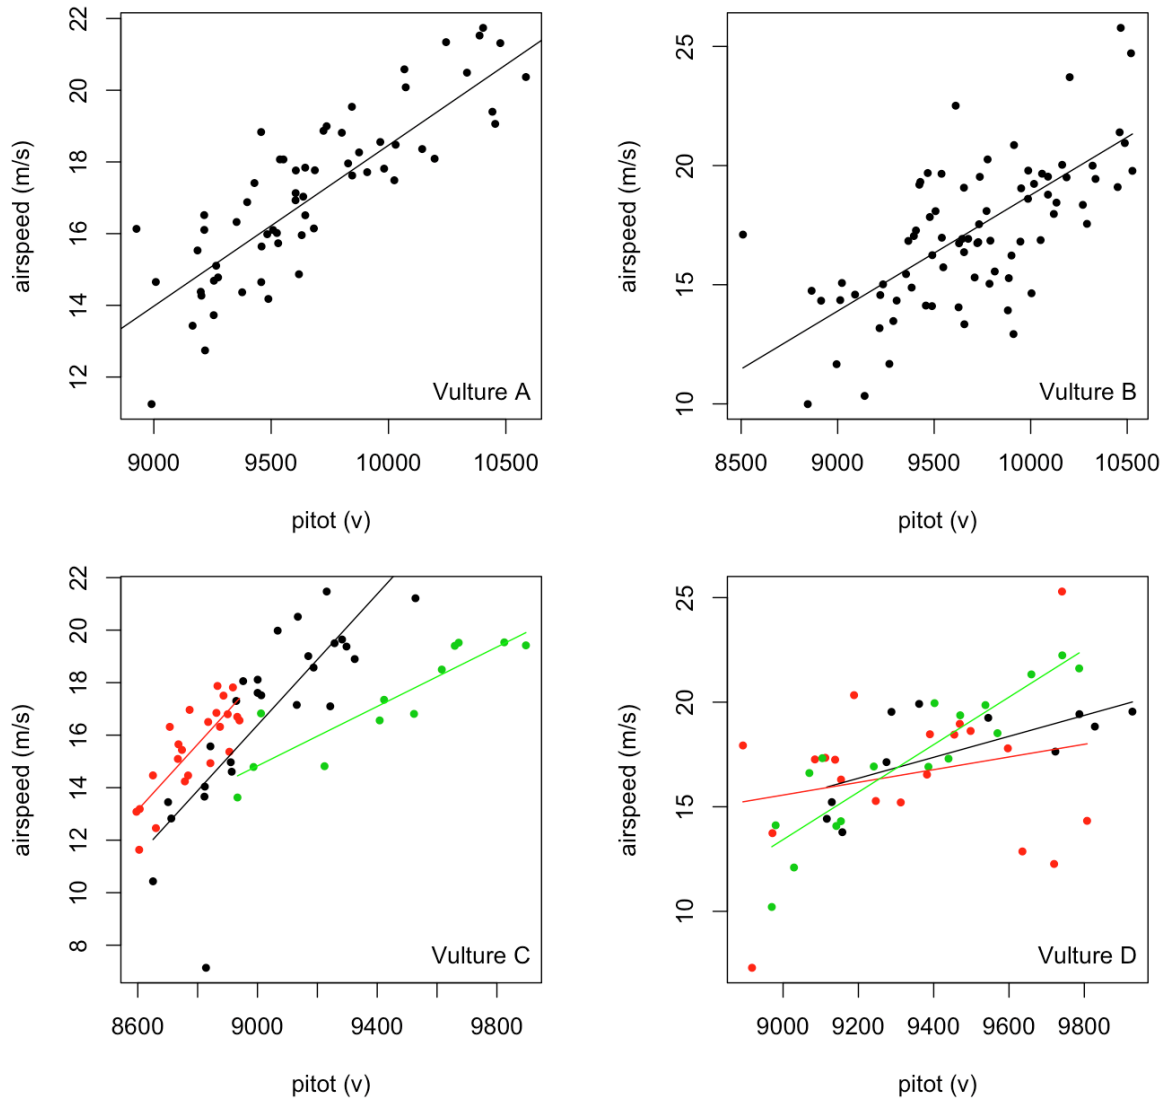 22
20
18
16
14
12
airspeed (m/s)
Vulture A
9000 9500 10000 10500
pitot (v)
25
20
15
10
airspeed (m/s)
Vulture B
8500 9000 9500 10000 10500
pitot (v)
22
20
18
16
14
12
10
8
airspeed (m/s)
Vulture C
8600 9000 9400 9800
pitot (v)
25
20
15
10
airspeed (m/s)
Vulture D
9000 9200 9400 9600 9800
pitot (v)